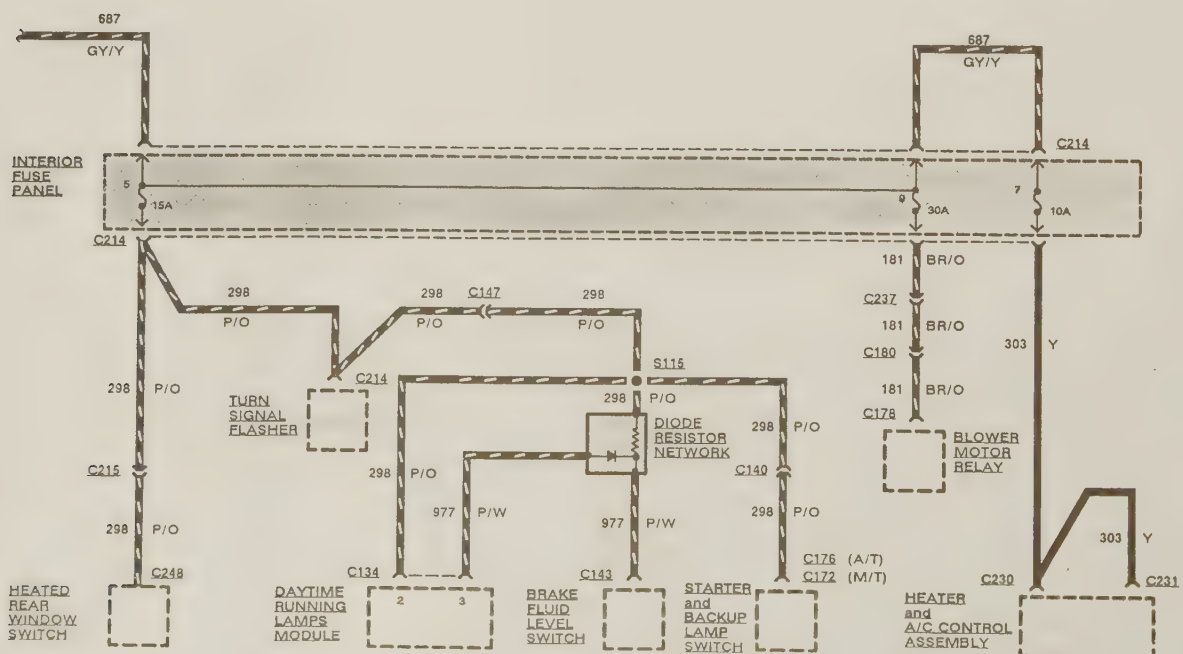 687
GY/Y
687
GY/Y
C214
INTERIOR
FUSE
PANEL
5
15A
9
30A
7
10A
C214
298
P/O
298
P/O
C147
298
P/O
181
BR/O
C237
181
BR/O
C180
181
BR/O
C178
303
Y
C214
TURN
SIGNAL
FLASHER
S115
298
P/O
DIODE
RESISTOR
NETWORK
BLOWER
MOTOR
RELAY
298
P/O
298
P/O
C140
C215
298
P/O
977
P/W
977
P/W
298
P/O
298
P/O
303
Y
C176 (A/T)
C172 (M/T)
C248
C134
C143
C230
C231
HEATED
REAR
WINDOW
SWITCH
DAYTIME
RUNNING
LAMPS
MODULE
2
3
BRAKE
FLUID
LEVEL
SWITCH
STARTER
and
BACKUP
LAMP
SWITCH
HEATER
and
A/C CONTROL
ASSEMBLY